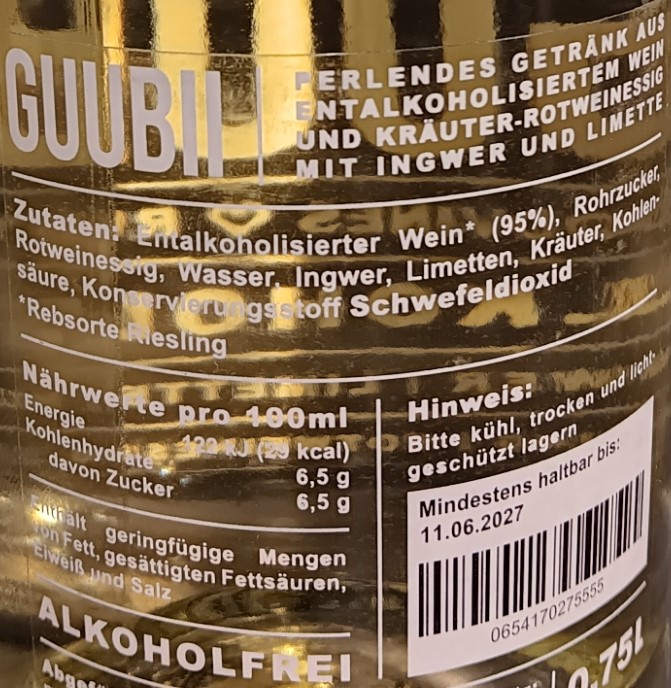 GUUBII
PERLENDES GETRÄNK AUS
ENTALKOHOLISIERTEM WEIN
UND KRÄUTER-ROTWEINESSIG
MIT INGWER UND LIMETTE
Zutaten: Entalkoholisierter Wein* (95%), Rohrzucker,
Rotweinessig, Wasser, Ingwer, Limetten, Kräuter, Kohlen-
säure, Konservierungsstoff Schwefeldioxid
*Rebsorte Riesling
Nährwerte pro 100ml
Energie (29 kcal)
Kohlenhydrate 6,5 g
davon Zucker 6,5 g
Enthält geringfügige Mengen
von Fett, gesättigten Fettsäuren,
Eiweiß und Salz
ALKOHOLFREI
Hinweis:
Bitte kühl, trocken und licht-
geschützt lagern
Mindestens haltbar bis:
11.06.2027
0654170275555
0,75l